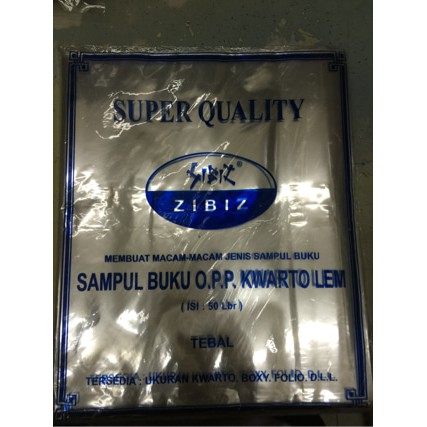 SUPER QUALITY
SIBIZ
ZIBIZ
MEMBUAT MACAM-MACAM JENIS SAMPUL BUKU
SAMPUL BUKU O.P.P. KWARTO LEM
( ISI : 50 Lbr )
TEBAL
TERSEDIA : UKURAN KWARTO, BOXY. FOLIO. D.L.L.